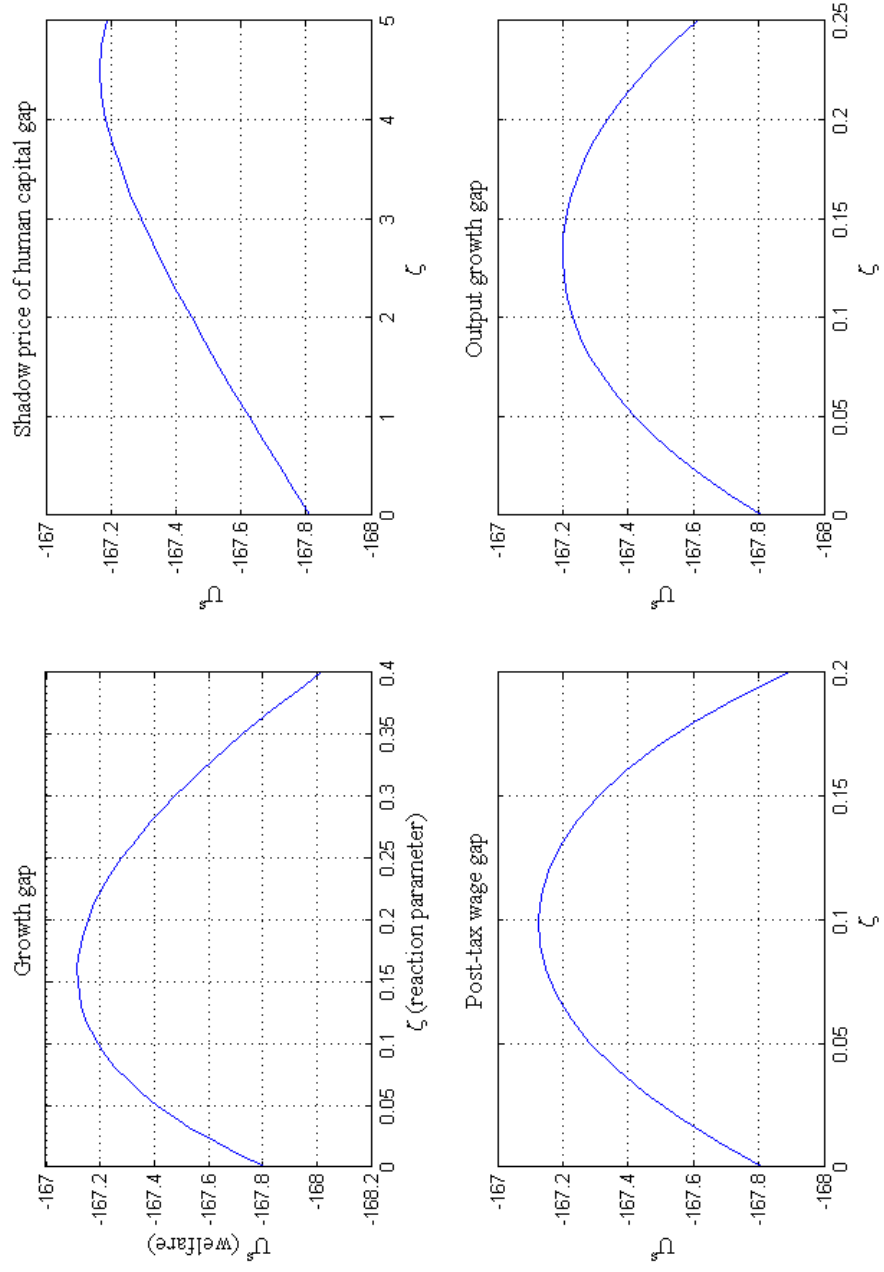 Growth gap
-167
-167.2
-167.4
-167.6
-167.8
-168
-168.2
U_s (welfare)
0 0.05 0.1 0.15 0.2 0.25 0.3 0.35 0.4
ζ (reaction parameter)
Shadow price of human capital gap
-167
-167.2
-167.4
-167.6
-167.8
-168
U_s
0 1 2 3 4 5
ζ
Post-tax wage gap
-167
-167.2
-167.4
-167.6
-167.8
-168
U_s
0 0.05 0.1 0.15 0.2
ζ
Output growth gap
-167
-167.2
-167.4
-167.6
-167.8
-168
U_s
0 0.05 0.1 0.15 0.2 0.25
ζ